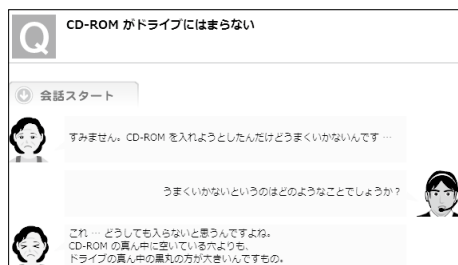 Q
CD-ROM がドライブにはまらない
会話スタート
すみません。CD-ROM を入れようとしたんだけどうまくいかないんです …
うまくいかないというのはどのようなことでしょうか？
これ … どうしても入らないと思うんですよね。
CD-ROM の真ん中に空いている穴よりも、
ドライブの真ん中の黒丸の方が大きいんですもの。